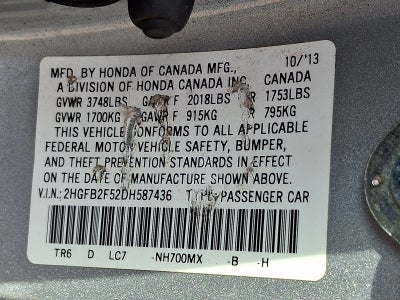 10/'13
MFD. BY HONDA OF CANADA MFG.,
A DIVISION OF HONDA CANADA INC. CANADA
GVWR 3748LBS GAWR F 2018LBS R 1753LBS
GVWR 1700KG GAWR F 915KG R 795KG
THIS VEHICLE CONFORMS TO ALL APPLICABLE
FEDERAL MOTOR VEHICLE SAFETY, BUMPER,
AND THEFT PREVENTION STANDARDS IN EFFECT
ON THE DATE OF MANUFACTURE SHOWN ABOVE.
V.I.N.: 2HGFB2F52DH587436 PASSENGER CAR
TR6 D LC7 -NH700MX -B -H